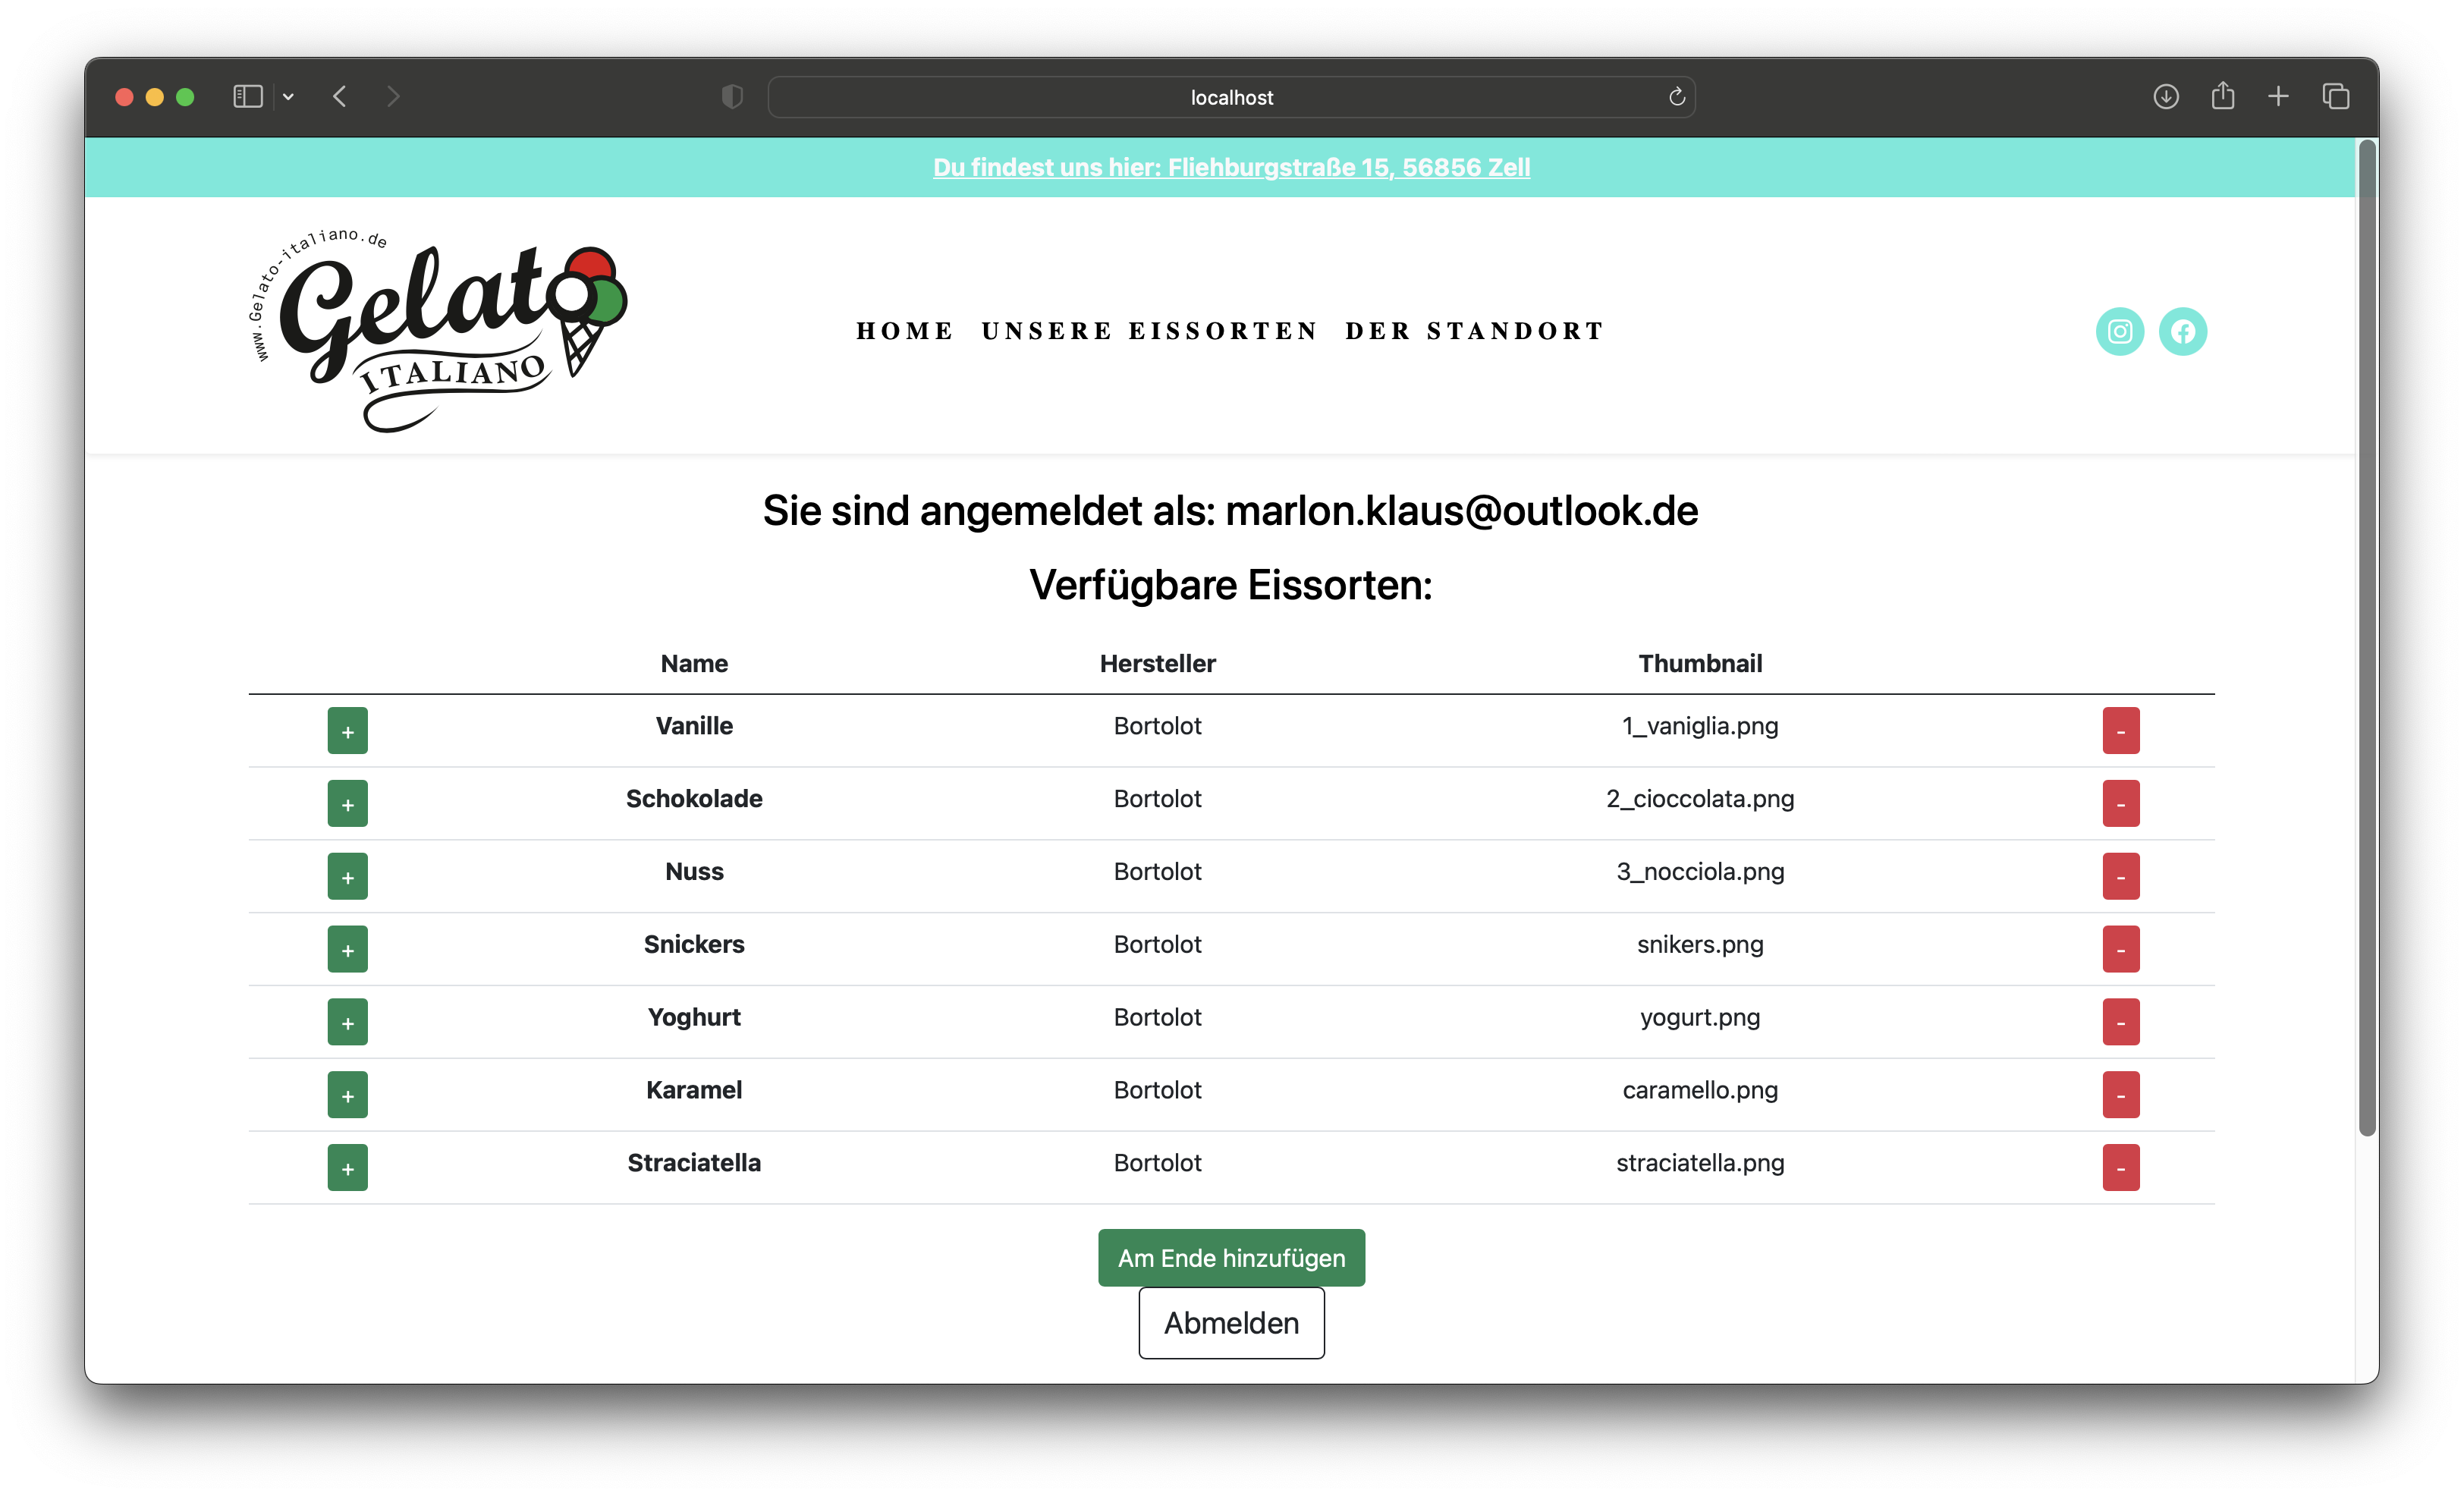 localhost
Du findest uns hier: Fliehburgstraße 15, 56856 Zell
www.Gelato-italiano.de
Gelato
ITALIANO
HOME UNSERE EISSORTEN DER STANDORT
Sie sind angemeldet als: marlon.klaus@outlook.de
Verfügbare Eissorten:
Name Hersteller Thumbnail
+ Vanille Bortolot 1_vaniglia.png -
+ Schokolade Bortolot 2_cioccolata.png -
+ Nuss Bortolot 3_nocciola.png -
+ Snickers Bortolot snikers.png -
+ Yoghurt Bortolot yogurt.png -
+ Karamel Bortolot caramello.png -
+ Straciatella Bortolot straciatella.png -
Am Ende hinzufügen
Abmelden